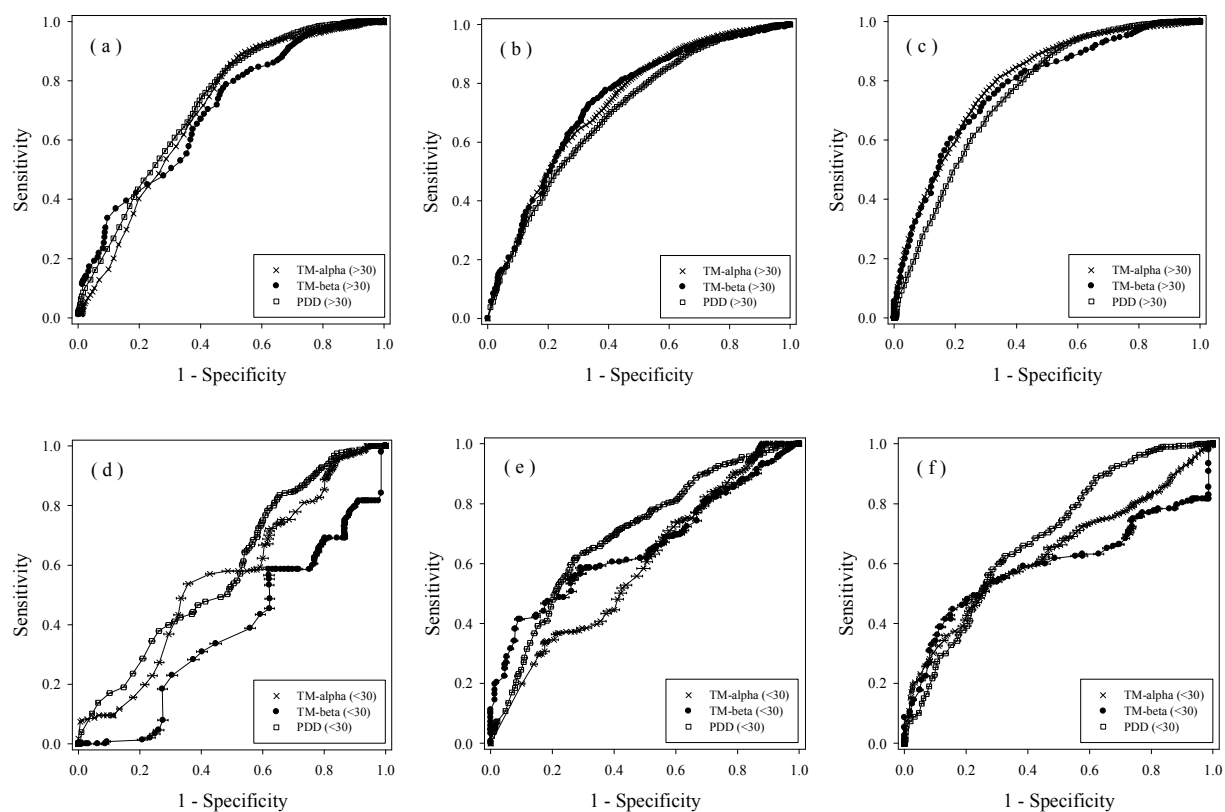 ( a )
1.0
0.8
0.6
0.4
0.2
0.0
Sensitivity
TM-alpha (>30)
TM-beta (>30)
PDD (>30)
0.0 0.2 0.4 0.6 0.8 1.0
1 - Specificity
( b )
1.0
0.8
0.6
0.4
0.2
0.0
Sensitivity
TM-alpha (>30)
TM-beta (>30)
PDD (>30)
0.0 0.2 0.4 0.6 0.8 1.0
1 - Specificity
( c )
1.0
0.8
0.6
0.4
0.2
0.0
Sensitivity
TM-alpha (>30)
TM-beta (>30)
PDD (>30)
0.0 0.2 0.4 0.6 0.8 1.0
1 - Specificity
( d )
1.0
0.8
0.6
0.4
0.2
0.0
Sensitivity
TM-alpha (<30)
TM-beta (<30)
PDD (<30)
0.0 0.2 0.4 0.6 0.8 1.0
1 - Specificity
( e )
1.0
0.8
0.6
0.4
0.2
0.0
Sensitivity
TM-alpha (<30)
TM-beta (<30)
PDD (<30)
0.0 0.2 0.4 0.6 0.8 1.0
1 - Specificity
( f )
1.0
0.8
0.6
0.4
0.2
0.0
Sensitivity
TM-alpha (<30)
TM-beta (<30)
PDD (<30)
0.0 0.2 0.4 0.6 0.8 1.0
1 - Specificity